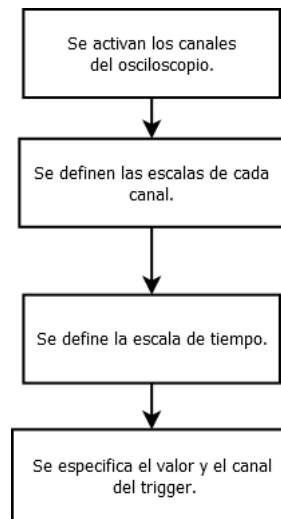 Se activan los canales
del osciloscopio.
Se definen las escalas de cada
canal.
Se define la escala de tiempo.
Se especifica el valor y el canal
del trigger.